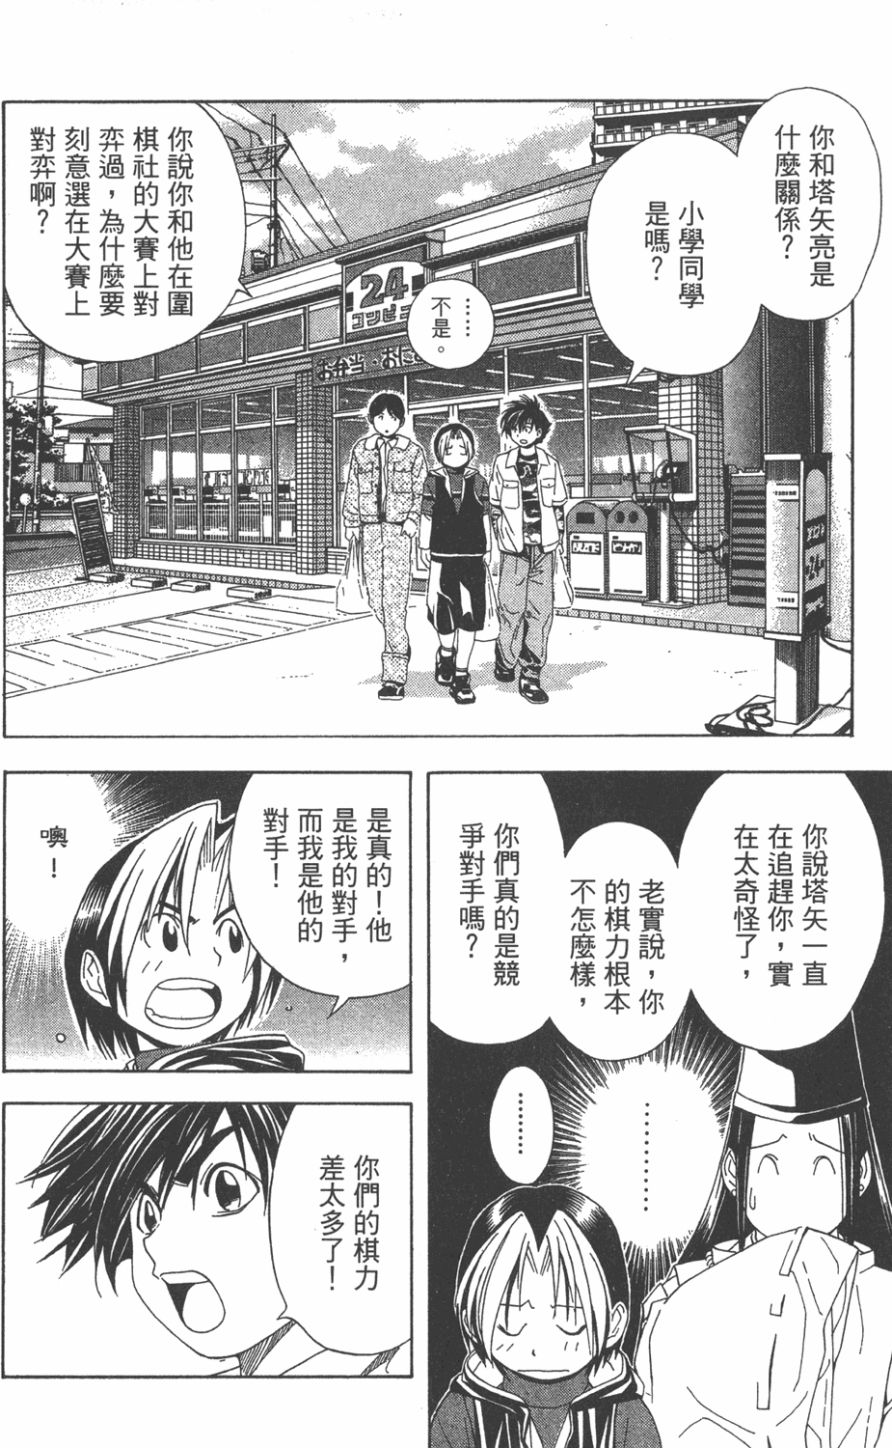 你和塔矢亮是
什麼關係？
小學同學
是嗎？
……
不是。
你說你和他在圍
棋社的大賽上對
弈過，為什麼要
刻意選在大賽上
對弈啊？
24
コンビニ
お弁当・おに
24
你說塔矢一直
在追趕你，實
在太奇怪了，
老實說，你
的棋力根本
不怎麼樣，
你們真的是競
爭對手嗎？
…………
………
是真的！他
是我的對手，
而我是他的
對手！
噢！
你們的棋力
差太多了！